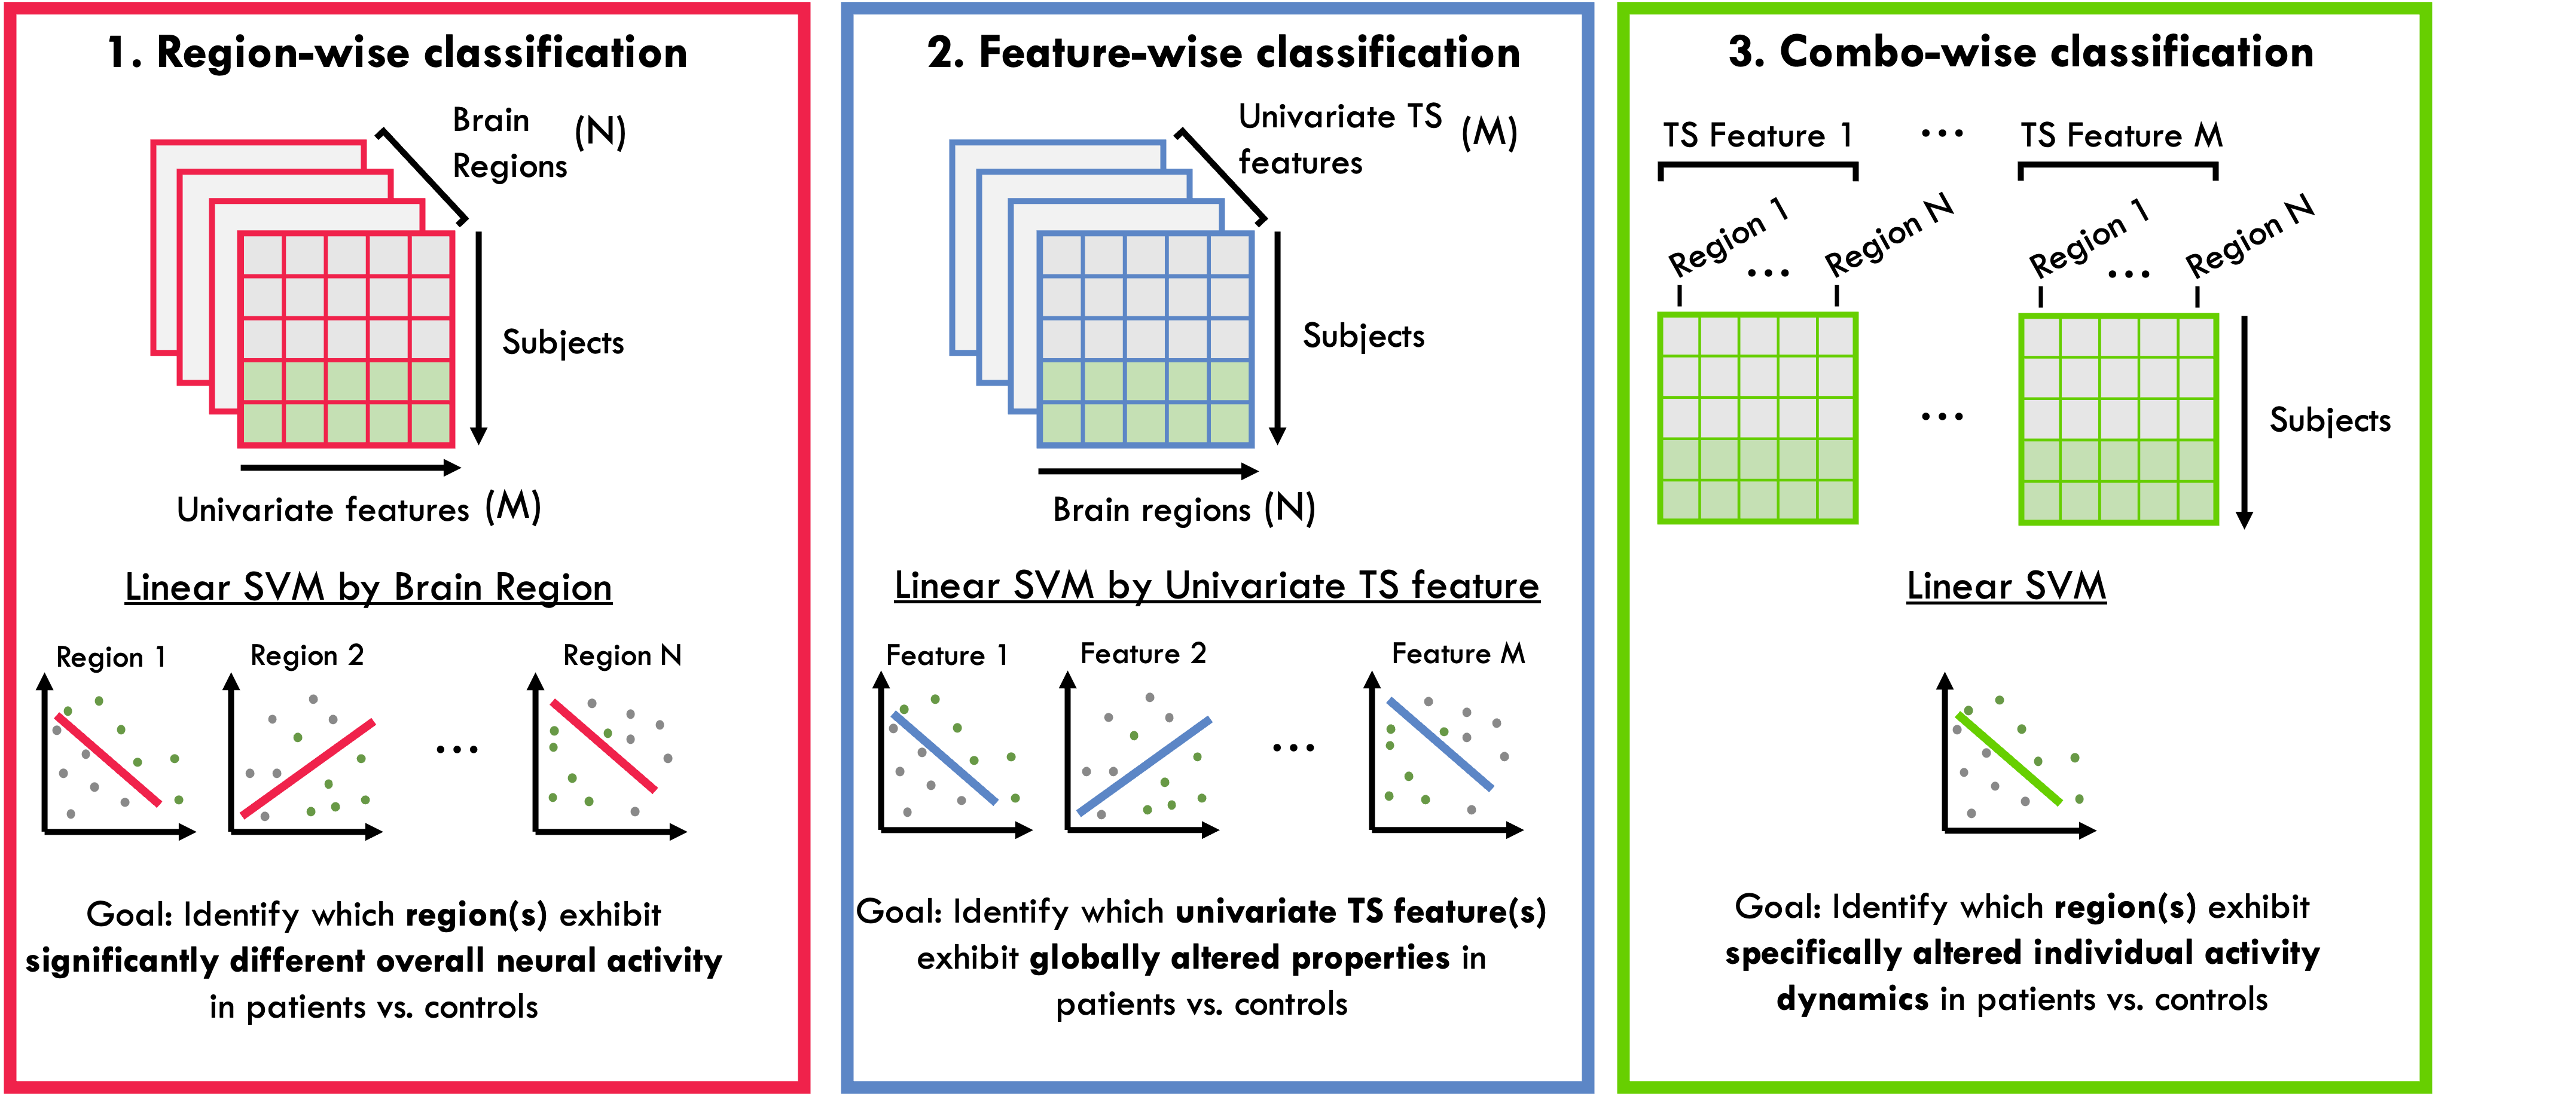 1. Region-wise classification
Brain
Regions
(N)
Subjects
Univariate features (M)
Linear SVM by Brain Region
Region 1
Region 2
...
Region N
Goal: Identify which region(s) exhibit
significantly different overall neural activity
in patients vs. controls
2. Feature-wise classification
Univariate TS
features
(M)
Subjects
Brain regions (N)
Linear SVM by Univariate TS feature
Feature 1
Feature 2
...
Feature M
Goal: Identify which univariate TS feature(s)
exhibit globally altered properties in
patients vs. controls
3. Combo-wise classification
TS Feature 1
...
TS Feature M
Region 1
...
Region N
Region 1
...
Region N
...
Subjects
Linear SVM
Goal: Identify which region(s) exhibit
specifically altered individual activity
dynamics in patients vs. controls